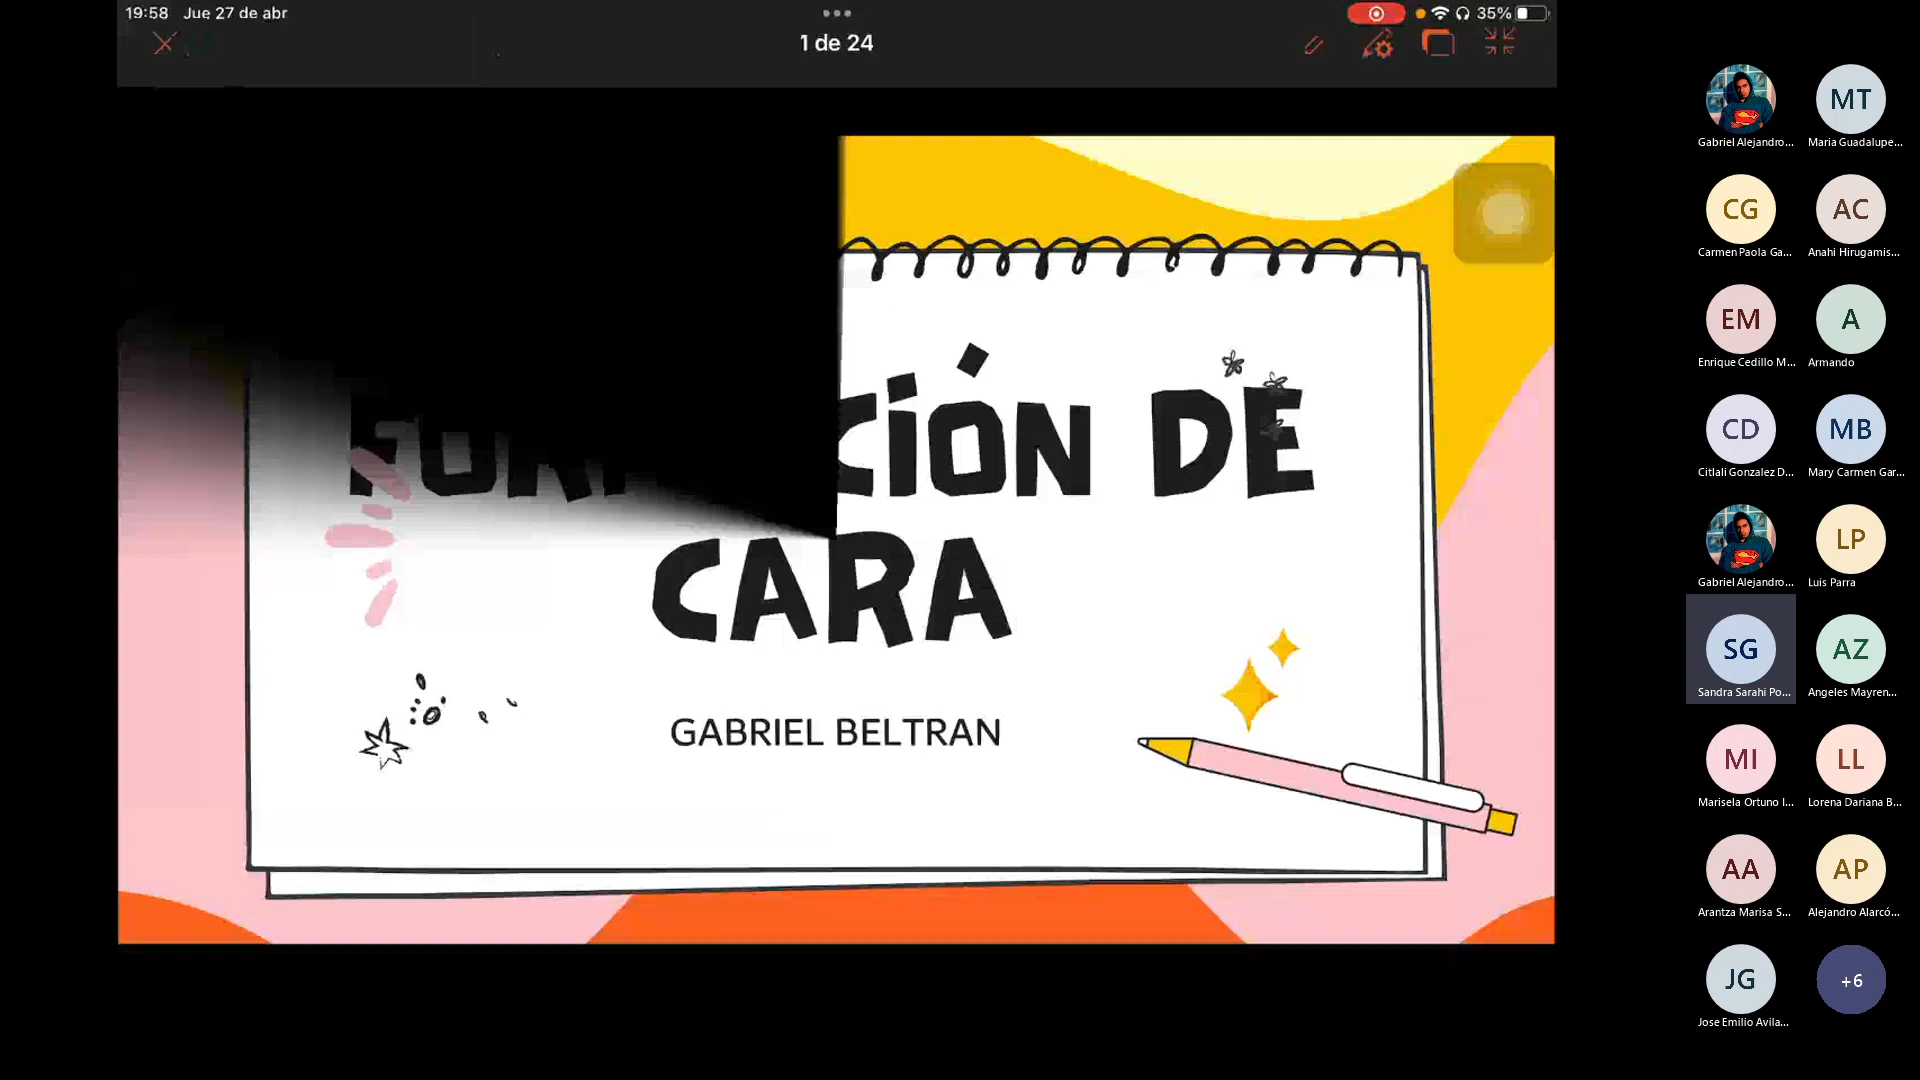 19:58 Jue 27 de abr
35%
1 de 24
CIÓN DE
CARA
GABRIEL BELTRAN
Gabriel Alejandro...
MT
Maria Guadalupe...
CG
Carmen Paola Ga...
AC
Anahi Hirugamis...
EM
Enrique Cedillo M...
A
Armando
CD
Citlali Gonzalez D...
MB
Mary Carmen Gar...
Gabriel Alejandro...
LP
Luis Parra
SG
Sandra Sarahi Po...
AZ
Angeles Mayren...
MI
Marisela Ortuno I...
LL
Lorena Dariana B...
AA
Arantza Marisa S...
AP
Alejandro Alarcó...
JG
Jose Emilio Avila...
+6